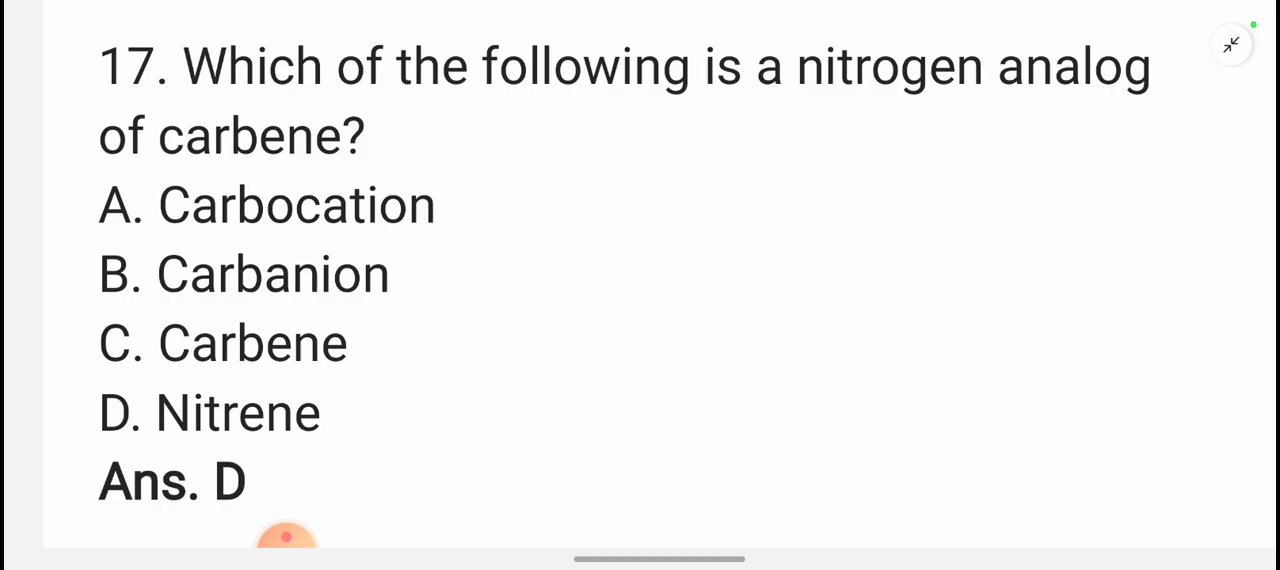 17. Which of the following is a nitrogen analog
of carbene?
A. Carbocation
B. Carbanion
C. Carbene
D. Nitrene
Ans. D